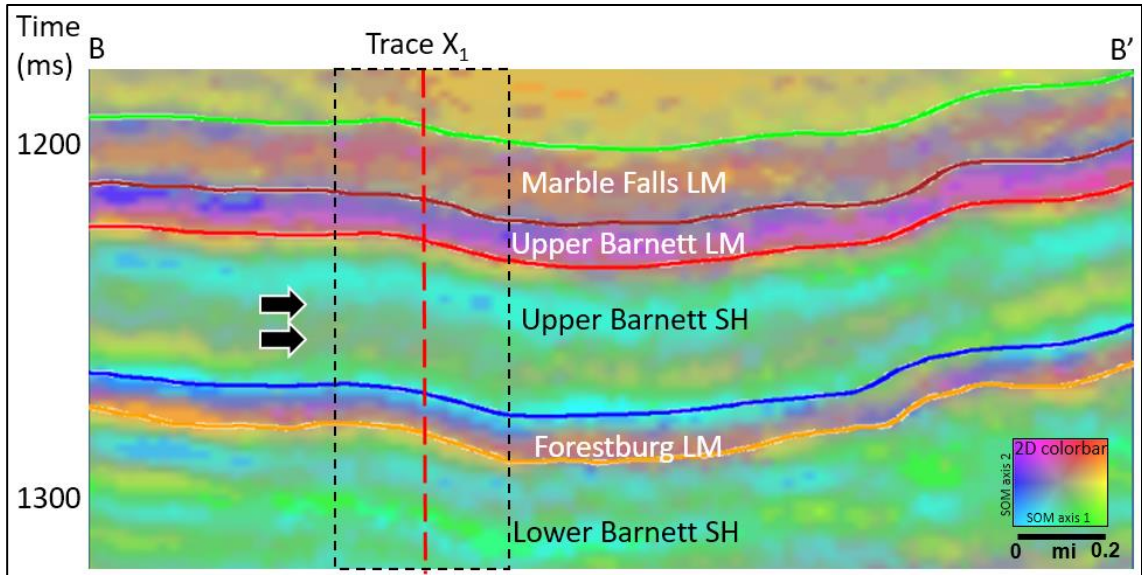 Time
(ms)
B
Trace X₁
B’
1200
Marble Falls LM
Upper Barnett LM
Upper Barnett SH
Forestburg LM
2D colorbar
SOM axis 2
SOM axis 1
1300
Lower Barnett SH
0 mi 0.2